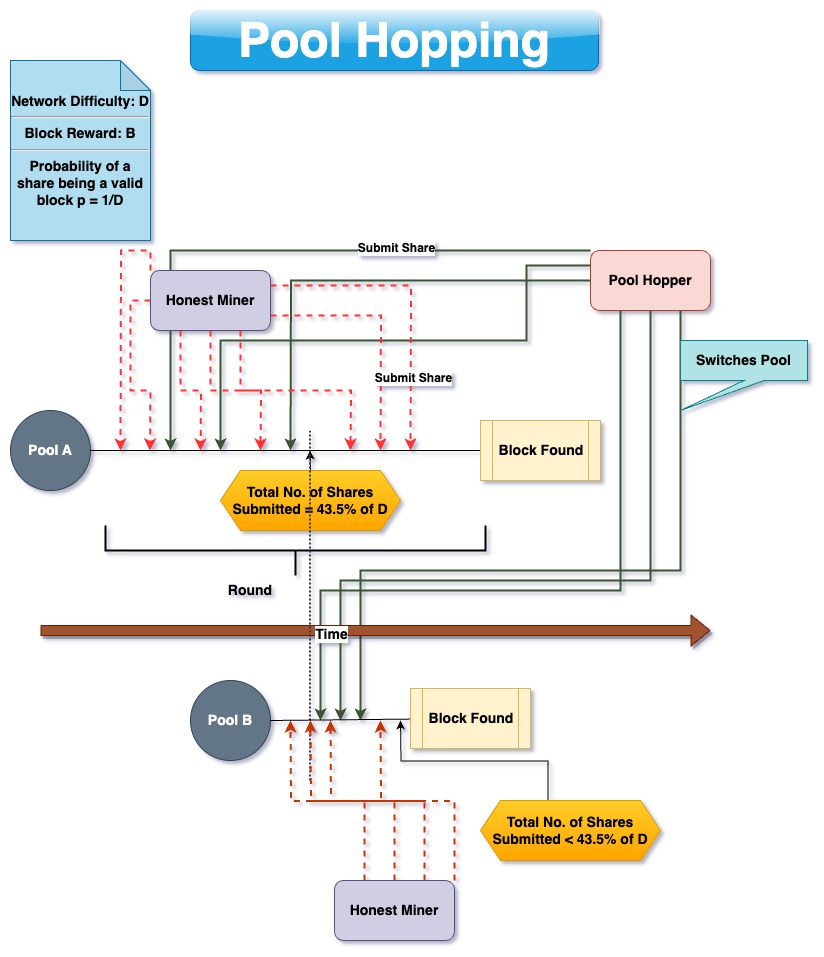 Pool Hopping
Network Difficulty: D
Block Reward: B
Probability of a
share being a valid
block p = 1/D
Submit Share
Honest Miner
Pool Hopper
Switches Pool
Submit Share
Pool A
Block Found
Total No. of Shares
Submitted = 43.5% of D
Round
Time
Pool B
Block Found
Total No. of Shares
Submitted < 43.5% of D
Honest Miner